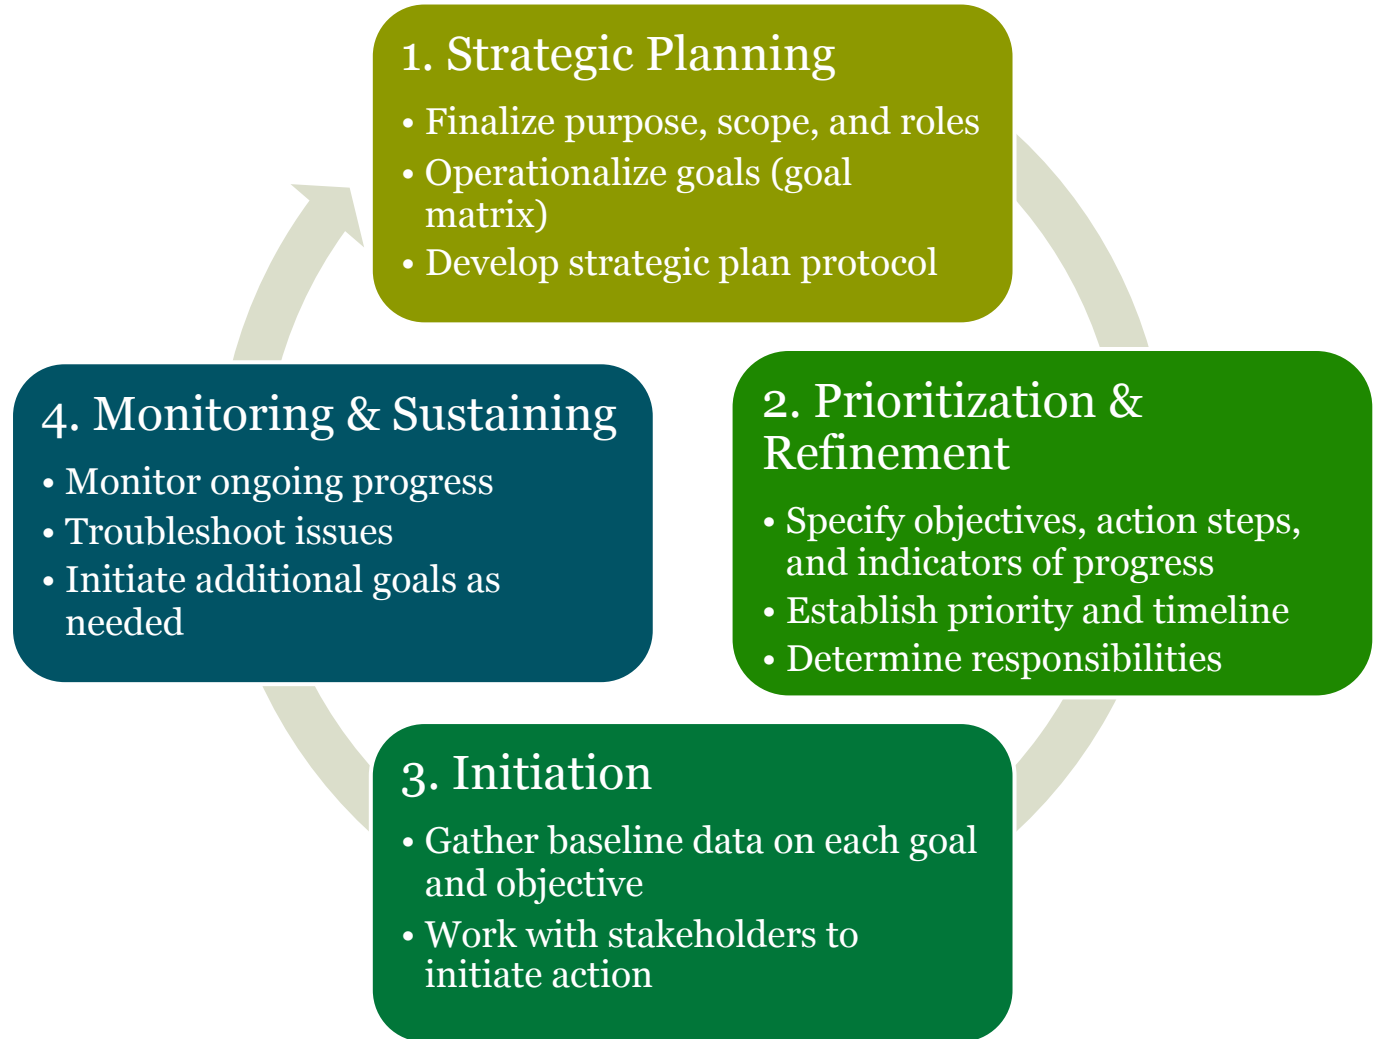 1. Strategic Planning
• Finalize purpose, scope, and roles
• Operationalize goals (goal
matrix)
• Develop strategic plan protocol
2. Prioritization &
Refinement
• Specify objectives, action steps,
and indicators of progress
• Establish priority and timeline
• Determine responsibilities
3. Initiation
• Gather baseline data on each goal
and objective
• Work with stakeholders to
initiate action
4. Monitoring & Sustaining
• Monitor ongoing progress
• Troubleshoot issues
• Initiate additional goals as
needed